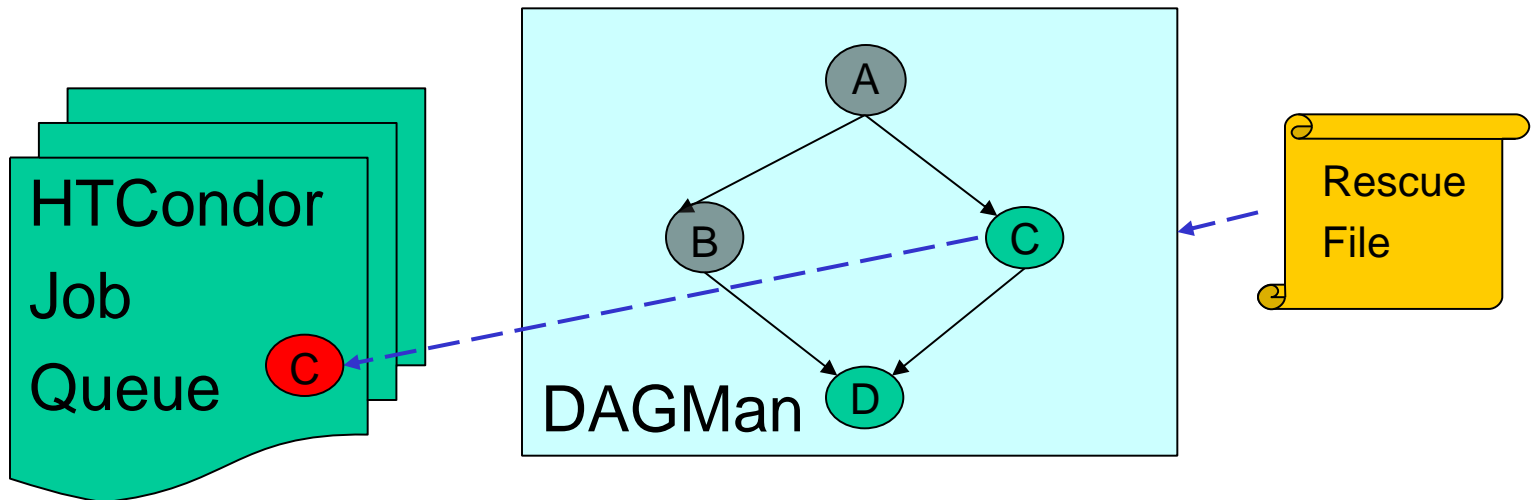 HTCondor
Job
Queue
C
A
B
C
D
DAGMan
Rescue
File